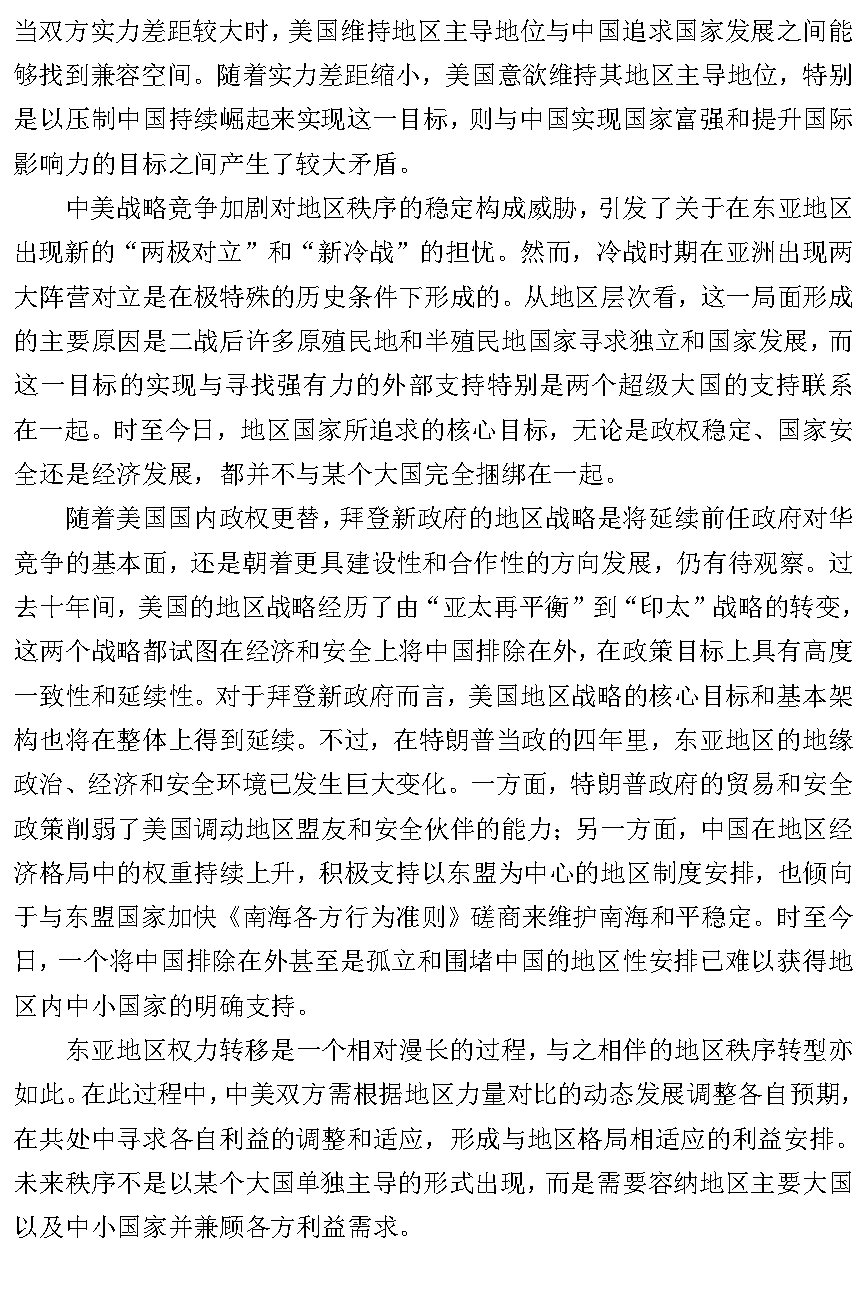 当双方实力差距较大时，美国维持地区主导地位与中国追求国家发展之间能
够找到兼容空间。随着实力差距缩小，美国意欲维持其地区主导地位，特别
是以压制中国持续崛起来实现这一目标，则与中国实现国家富强和提升国际
影响力的目标之间产生了较大矛盾。
中美战略竞争加剧对地区秩序的稳定构成威胁，引发了关于在东亚地区
出现新的“两极对立”和“新冷战”的担忧。然而，冷战时期在亚洲出现两
大阵营对立是在极特殊的历史条件下形成的。从地区层次看，这一局面形成
的主要原因是二战后许多原殖民地和半殖民地国家寻求独立和国家发展，而
这一目标的实现与寻找强有力的外部支持特别是两个超级大国的支持联系
在一起。时至今日，地区国家所追求的核心目标，无论是政权稳定、国家安
全还是经济发展，都并不与某个大国完全捆绑在一起。
随着美国国内政权更替，拜登新政府的地区战略是将延续前任政府对华
竞争的基本面，还是朝着更具建设性和合作性的方向发展，仍有待观察。过
去十年间，美国的地区战略经历了由“亚太再平衡”到“印太”战略的转变，
这两个战略都试图在经济和安全上将中国排除在外，在政策目标上具有高度
一致性和延续性。对于拜登新政府而言，美国地区战略的核心目标和基本架
构也将在整体上得到延续。不过，在特朗普当政的四年里，东亚地区的地缘
政治、经济和安全环境已发生巨大变化。一方面，特朗普政府的贸易和安全
政策削弱了美国调动地区盟友和安全伙伴的能力；另一方面，中国在地区经
济格局中的权重持续上升，积极支持以东盟为中心的地区制度安排，也倾向
于与东盟国家加快《南海各方行为准则》磋商来维护南海和平稳定。时至今
日，一个将中国排除在外甚至是孤立和围堵中国的地区性安排已难以获得地
区内中小国家的明确支持。
东亚地区权力转移是一个相对漫长的过程，与之相伴的地区秩序转型亦
如此。在此过程中，中美双方需根据地区力量对比的动态发展调整各自预期，
在共处中寻求各自利益的调整和适应，形成与地区格局相适应的利益安排。
未来秩序不是以某个大国单独主导的形式出现，而是需要容纳地区主要大国
以及中小国家并兼顾各方利益需求。